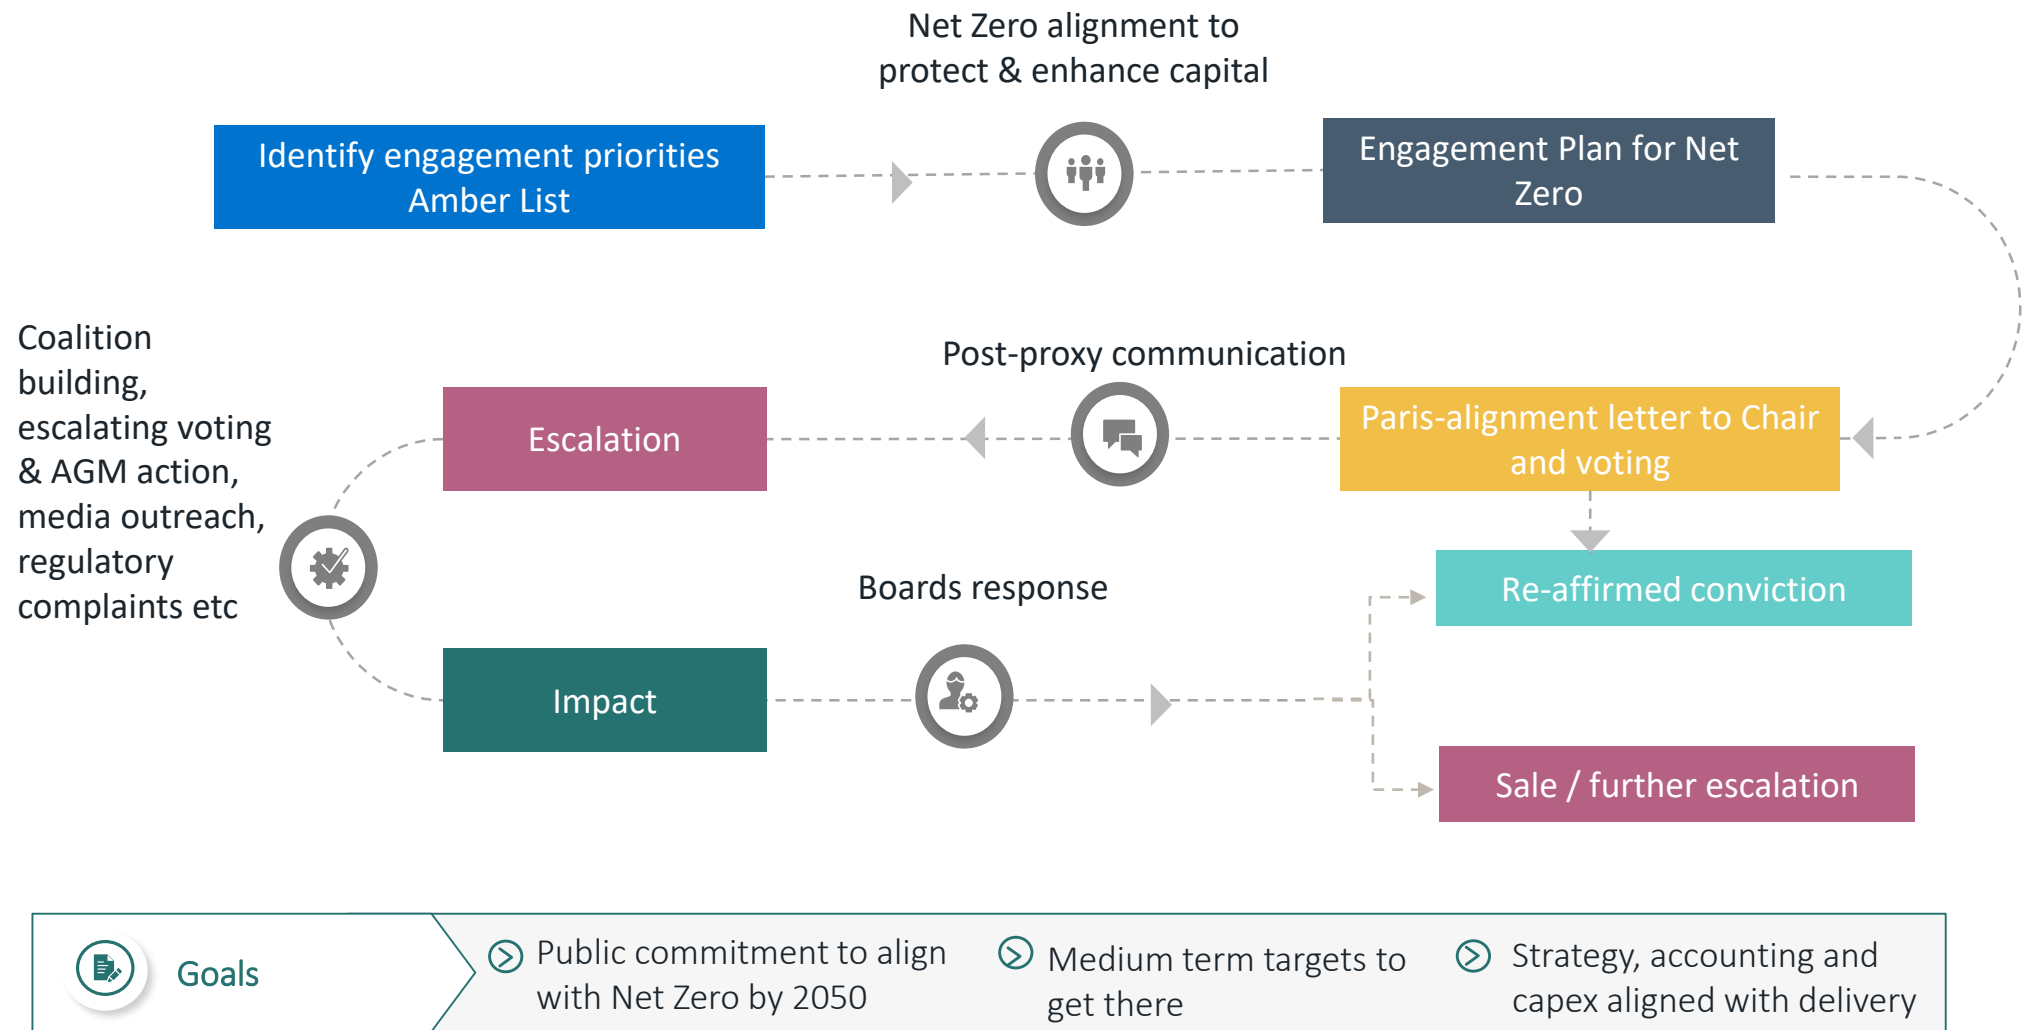 Net Zero alignment to
protect & enhance capital
Identify engagement priorities
Amber List
Engagement Plan for Net
Zero
Coalition
building,
escalating voting
& AGM action,
media outreach,
regulatory
complaints etc
Post-proxy communication
Escalation
Paris-alignment letter to Chair
and voting
Boards response
Re-affirmed conviction
Impact
Sale / further escalation
Goals
Public commitment to align
with Net Zero by 2050
Medium term targets to
get there
Strategy, accounting and
capex aligned with delivery